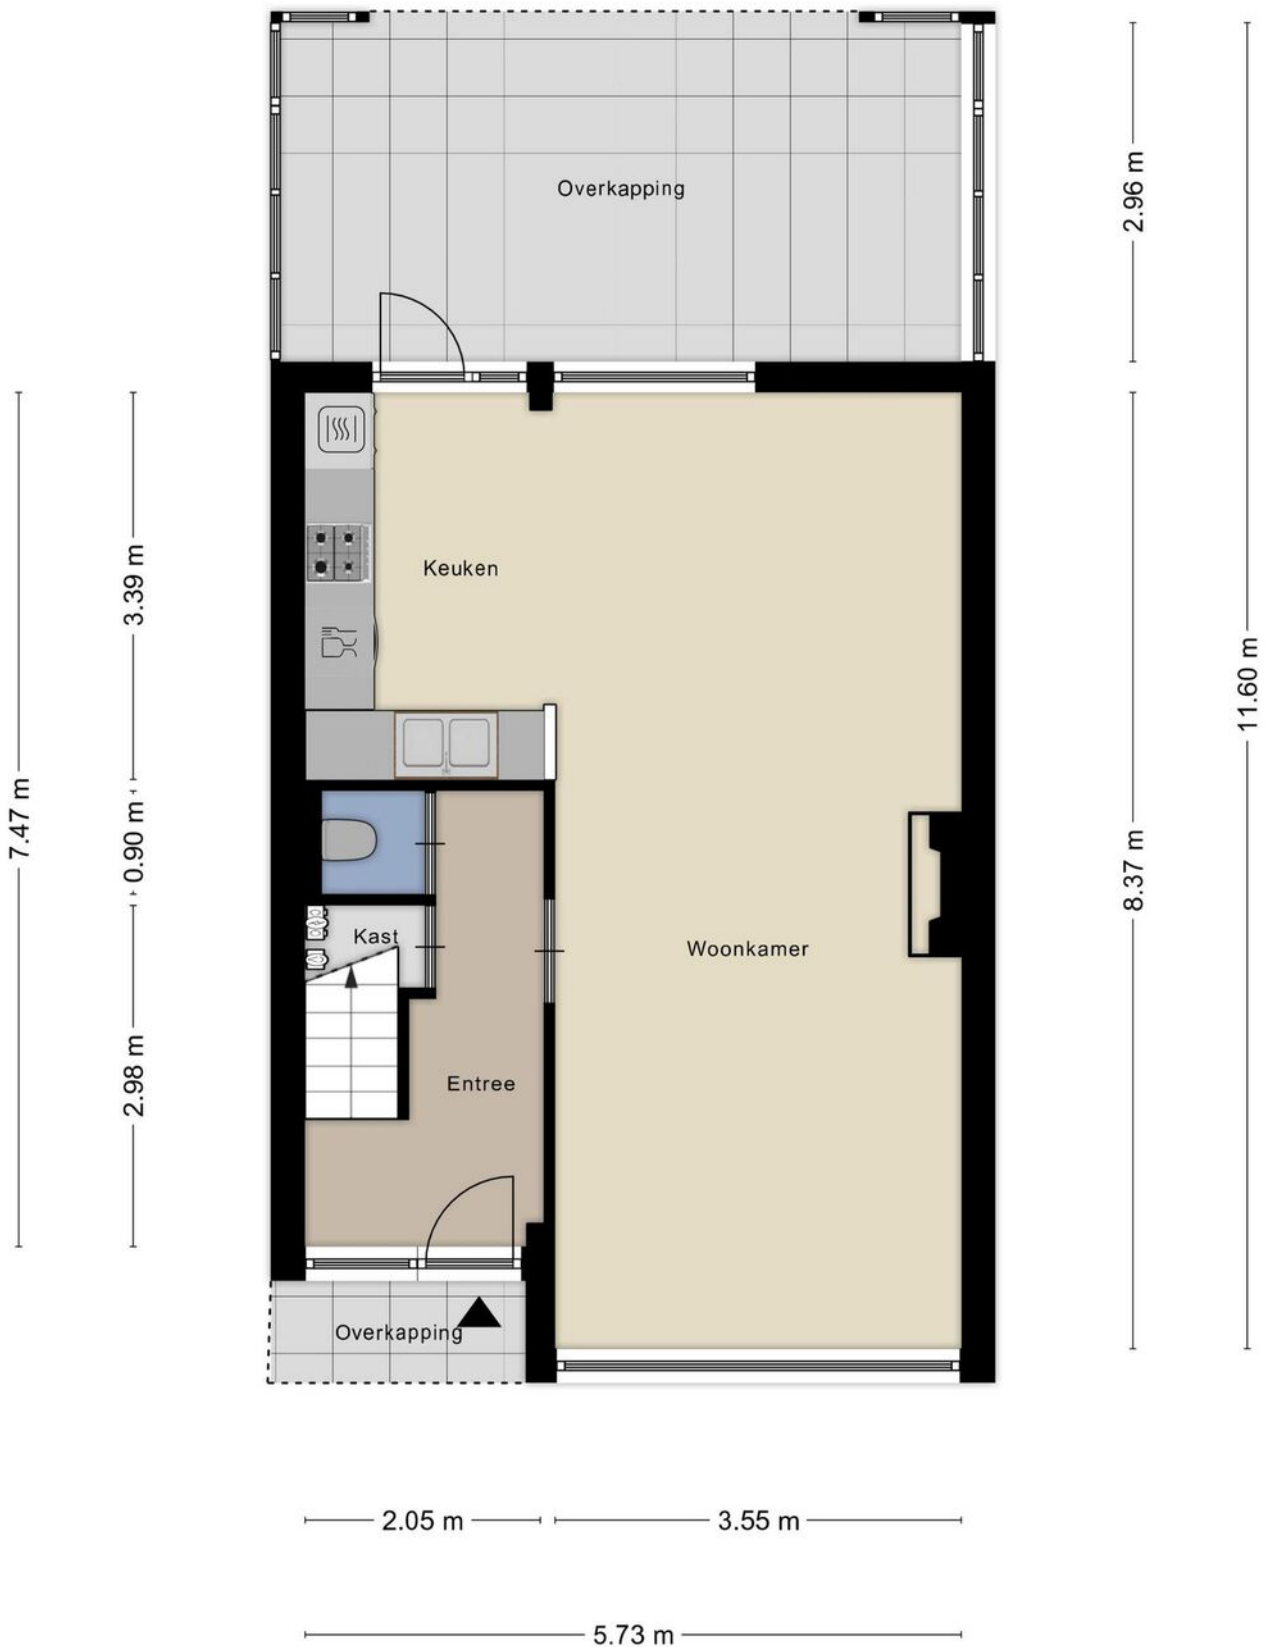 Overkapping
2.96 m
Keuken
3.39 m
11.60 m
7.47 m
0.90 m
8.37 m
Kast
Woonkamer
2.98 m
Entree
Overkapping
2.05 m
3.55 m
5.73 m